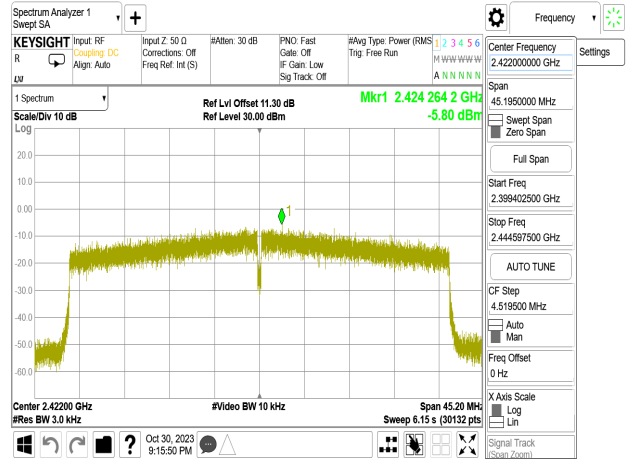 Spectrum Analyzer 1
Swept SA
Frequency
KEYSIGHT
R
Input: RF
Coupling: DC
Align: Auto
Input Z: 50 Ω
Corrections: Off
Freq Ref: Int (S)
#Atten: 30 dB
PNO: Fast
Gate: Off
IF Gain: Low
Sig Track: Off
#Avg Type: Power (RMS
Trig: Free Run
1 2 3 4 5 6
M W W W W W
A N N N N N
1 Spectrum
Scale/Div 10 dB
Ref Lvl Offset 11.30 dB
Ref Level 30.00 dBm
Mkr1 2.424 264 2 GHz
-5.80 dBm
Log
20.0
10.0
0.00
-10.0
-20.0
-30.0
-40.0
-50.0
-60.0
1
Center 2.42200 GHz
#Video BW 10 kHz
Span 45.20 MHz
#Res BW 3.0 kHz
Sweep 6.15 s (30132 pts)
Oct 30, 2023
9:15:50 PM
?
Center Frequency
2.422000000 GHz
Settings
Span
45.1950000 MHz
Swept Span
Zero Span
Full Span
Start Freq
2.399402500 GHz
Stop Freq
2.444597500 GHz
AUTO TUNE
CF Step
4.519500 MHz
Auto
Man
Freq Offset
0 Hz
X Axis Scale
Log
Lin
Signal Track
(Span Zoom)